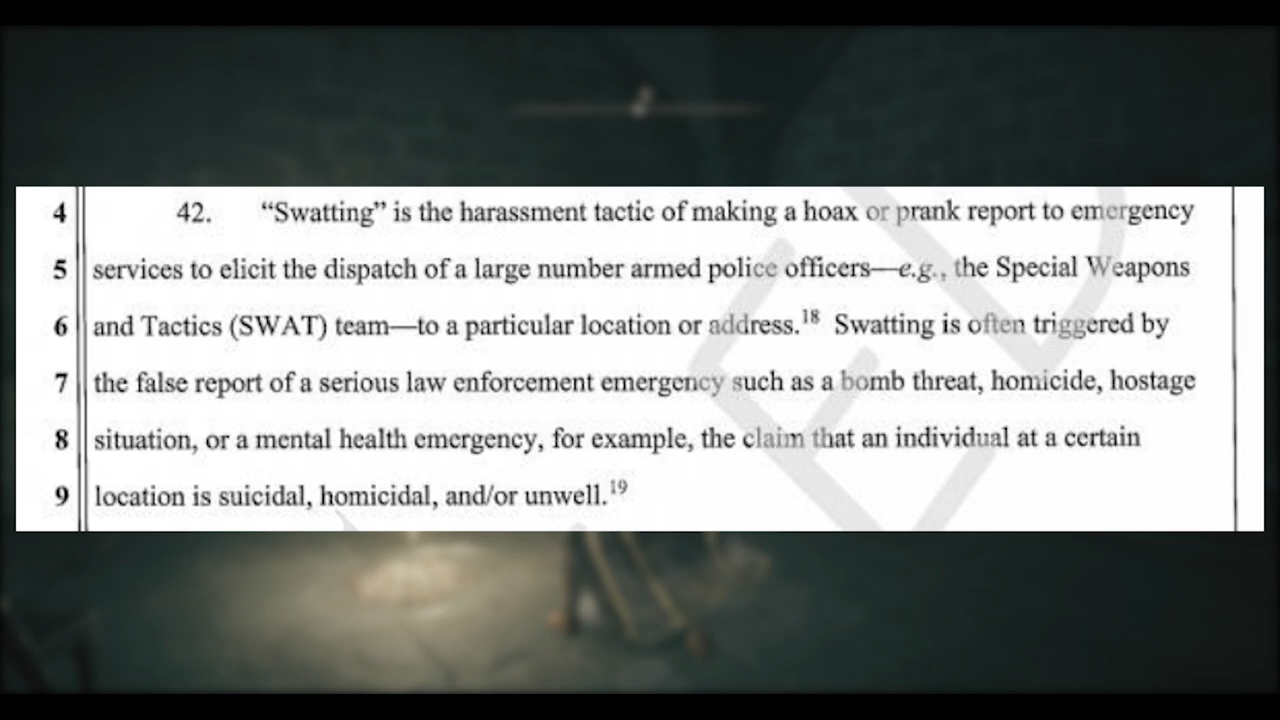 4 42. “Swatting” is the harassment tactic of making a hoax or prank report to emergency
5 services to elicit the dispatch of a large number armed police officers—e.g., the Special Weapons
6 and Tactics (SWAT) team—to a particular location or address.18 Swatting is often triggered by
7 the false report of a serious law enforcement emergency such as a bomb threat, homicide, hostage
8 situation, or a mental health emergency, for example, the claim that an individual at a certain
9 location is suicidal, homicidal, and/or unwell.19